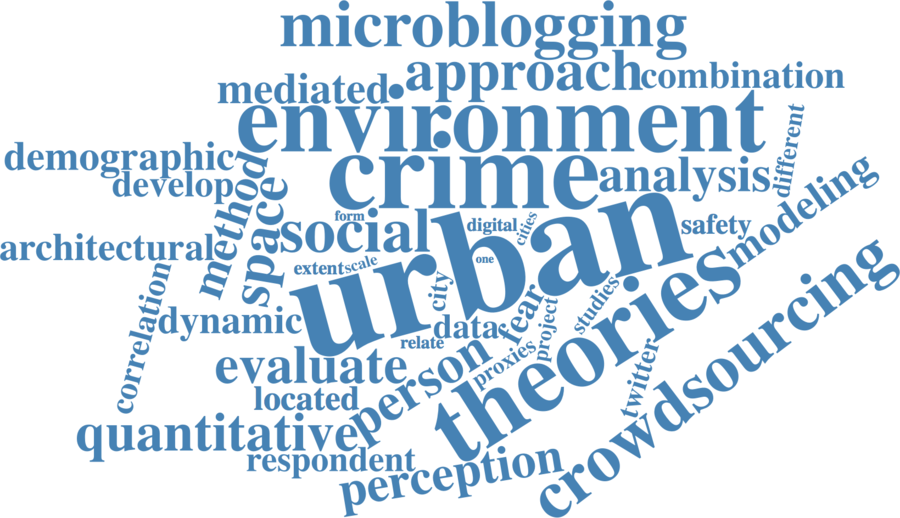 microblogging
approach
combination
mediated
environment
different
demographic
crime
analysis
develop
method
space
modeling
form
social
digital
cities
urban
safety
architectural
extent
scale
one
correlation
city
theories
crowdsourcing
dynamic
data
fear
project
studies
relate
evaluate
person
proxies
twitter
located
quantitative
respondent
perception